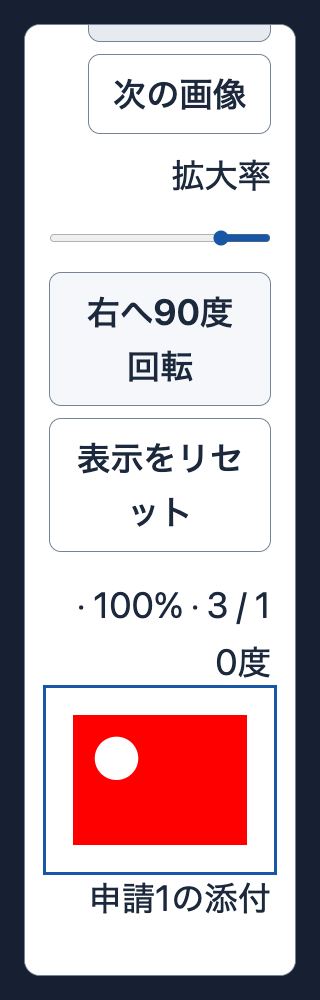 次の画像
拡大率
右へ90度
回転
表示をリセ
ット
· 100% · 3 / 1
0度
申請1の添付